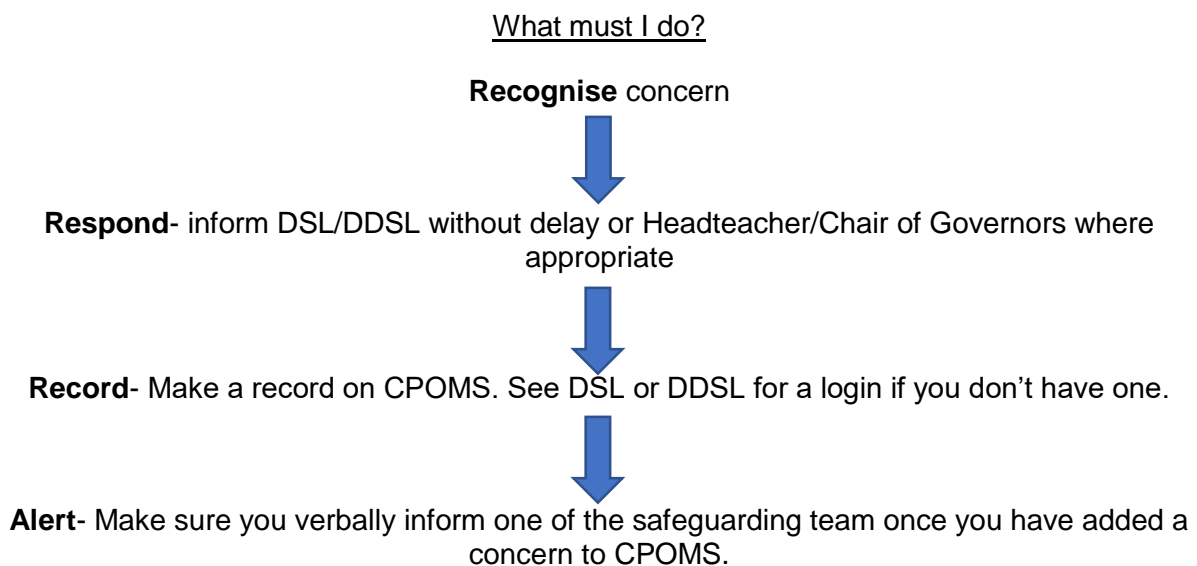 What must I do?
Recognise concern
Respond- inform DSL/DDSL without delay or Headteacher/Chair of Governors where
appropriate
Record- Make a record on CPOMS. See DSL or DDSL for a login if you don’t have one.
Alert- Make sure you verbally inform one of the safeguarding team once you have added a
concern to CPOMS.